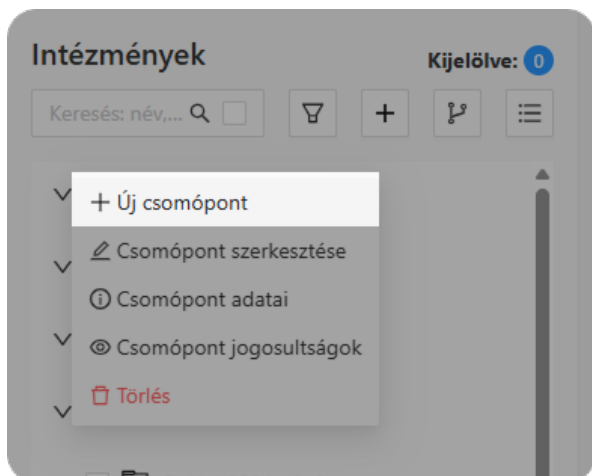 Intézmények
Kijelölve: 0
Keresés: név,...
Új csomópont
Csomópont szerkesztése
Csomópont adatai
Csomópont jogosultságok
Törlés